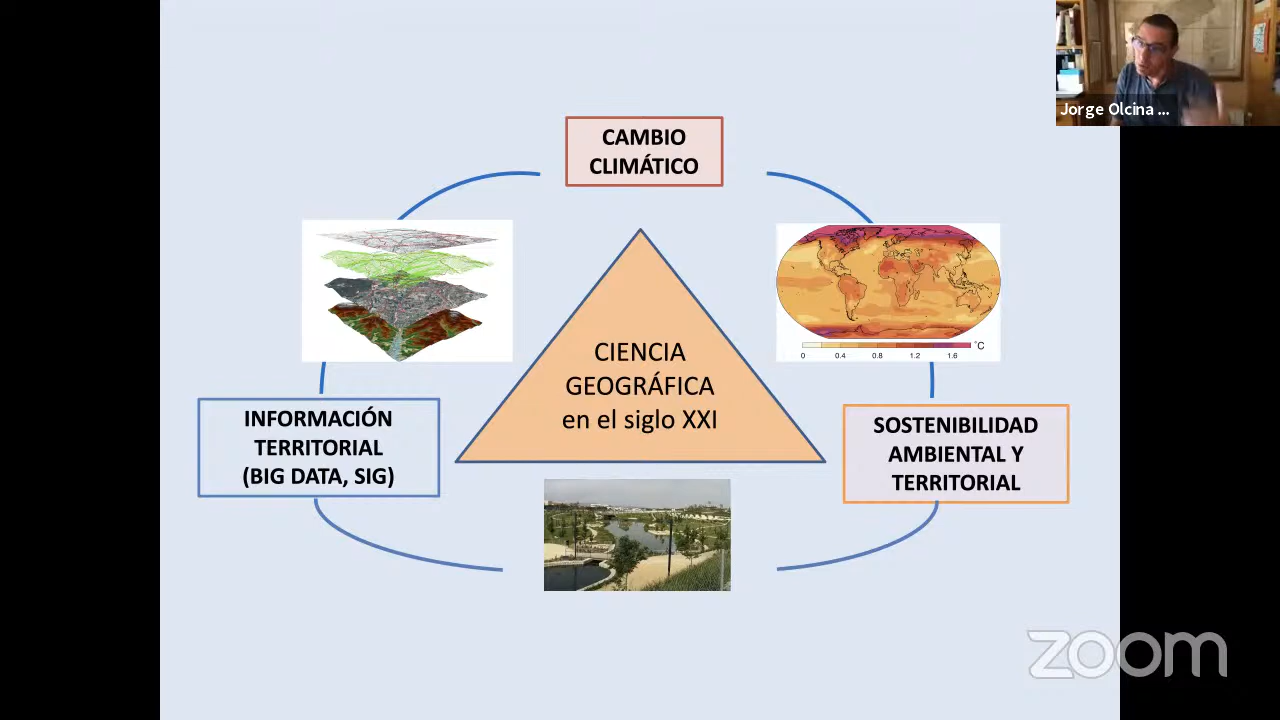 Jorge Olcina ...
CAMBIO
CLIMÁTICO
CIENCIA
GEOGRÁFICA
en el siglo XXI
°C
0 0.4 0.8 1.2 1.6
INFORMACIÓN
TERRITORIAL
(BIG DATA, SIG)
SOSTENIBILIDAD
AMBIENTAL Y
TERRITORIAL
zoom